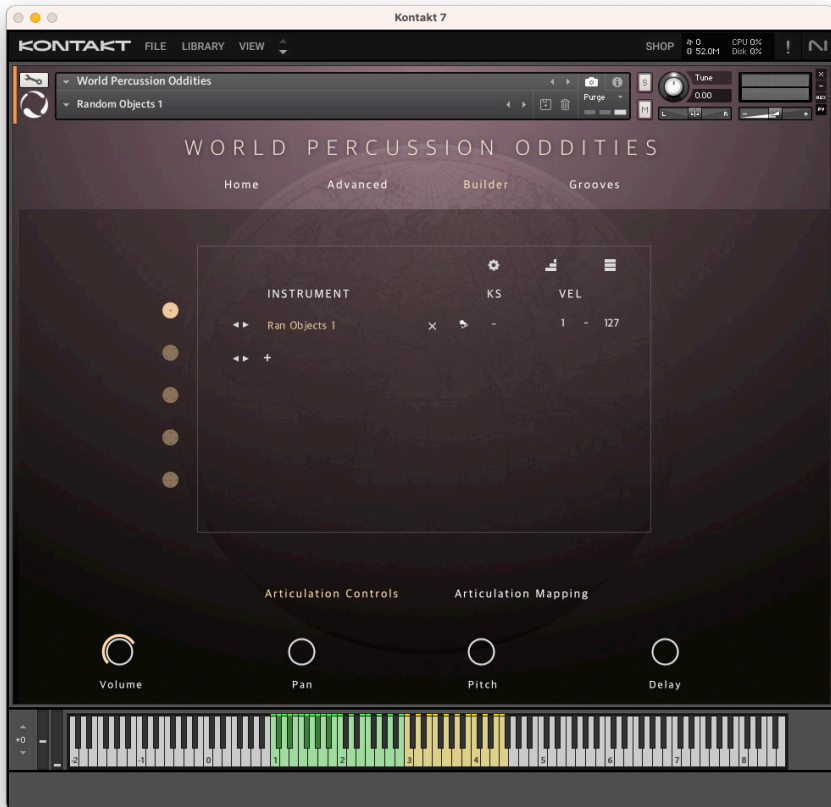 Kontakt 7
KONTAKT FILE LIBRARY VIEW SHOP 0 CPU 0%
52.0M Disk 0% !
World Percussion Oddities S Tune
Random Objects 1 Purge 0.00
M L R - +
AUX
PV
WORLD PERCUSSION ODDITIES
Home Advanced Builder Grooves
INSTRUMENT KS VEL
Ran Objects 1 × - 1 - 127
+
Articulation Controls Articulation Mapping
Volume Pan Pitch Delay
+0
-2 -1 0 1 2 3 4 5 6 7 8